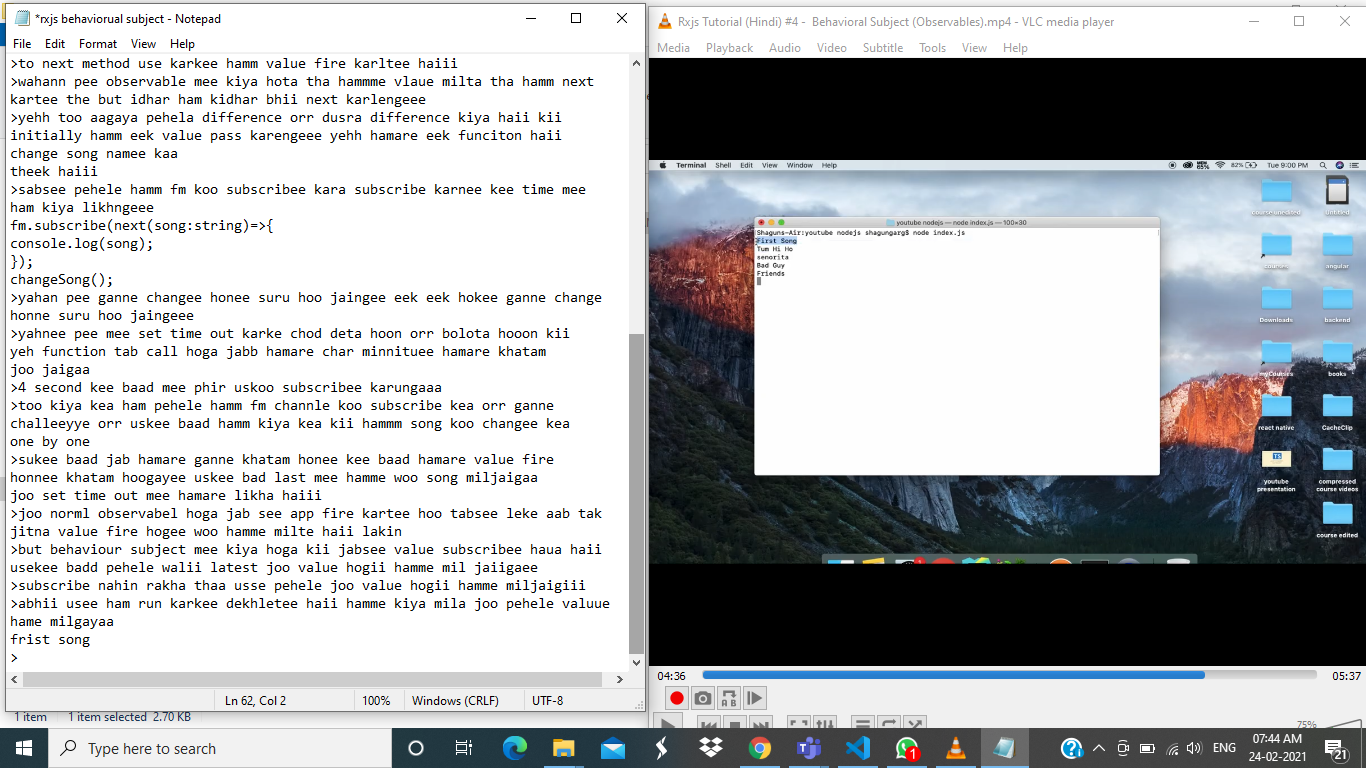 *rxjs behaviorual subject - Notepad
File Edit Format View Help
>to next method use karkee hamm value fire karltee haiii
>wahann pee observable mee kiya hota tha hammme vlaue milta tha hamm next
kartee the but idhar ham kidhar bhii next karlengeee
>yehh too aagaya pehela difference orr dusra difference kiya haii kii
initially hamm eek value pass karengeee yehh hamare eek funciton haii
change song namee kaa
theek haiii
>sabsee pehele hamm fm koo subscribee kara subscribe karnee kee time mee
ham kiya likhngeee
fm.subscribe(next(song:string)=>{
console.log(song);
});
changeSong();
>yahan pee ganne changee honee suru hoo jaingee eek eek hokee ganne change
honne suru hoo jaingeee
>yahnee pee mee set time out karke chod deta hoon orr bolota hooon kii
yeh function tab call hoga jabb hamare char minnituee hamare khatam
joo jaigaa
>4 second kee baad mee phir uskoo subscribee karungaaa
>too kiya kea ham pehele hamm fm channle koo subscribe kea orr ganne
challeeyye orr uskee baad hamm kiya kea kii hammm song koo changee kea
one by one
>sukee baad jab hamare ganne khatam honee kee baad hamare value fire
honnee khatam hoogayee uskee bad last mee hamme woo song miljaigaa
joo set time out mee hamare likha haiii
>joo norml observabel hoga jab see app fire kartee hoo tabsee leke aab tak
jitna value fire hogee woo hamme milte haii lakin
>but behaviour subject mee kiya hoga kii jabsee value subscribee haua haii
usekee badd pehele walii latest joo value hogii hamme mil jaiigaee
>subscribe nahin rakha thaa usse pehele joo value hogii hamme miljaigiii
>abhii usee ham run karkee dekhletee haii hamme kiya mila joo pehele valuue
hame milgayaa
frist song
>
Ln 62, Col 2 100% Windows (CRLF) UTF-8
1 item 1 item selected 2.70 KB
Rxjs Tutorial (Hindi) #4 - Behavioral Subject (Observables).mp4 - VLC media player
Media Playback Audio Video Subtitle Tools View Help
Terminal Shell Edit View Window Help 82% Tue 9:00 PM
youtube nodejs — node index.js — 100×30
Shaguns-Air:youtube nodejs shagungarg$ node index.js
First Song
Tum Hi Ho
senorita
Bad Guy
Friends
course unedited Untitled
courses angular
Downloads backend
myCourses books
react native CacheClip
TS
youtube presentation compressed course videos
course edited
04:36 05:37
75%
Type here to search
1
ENG
07:44 AM
24-02-2021
21